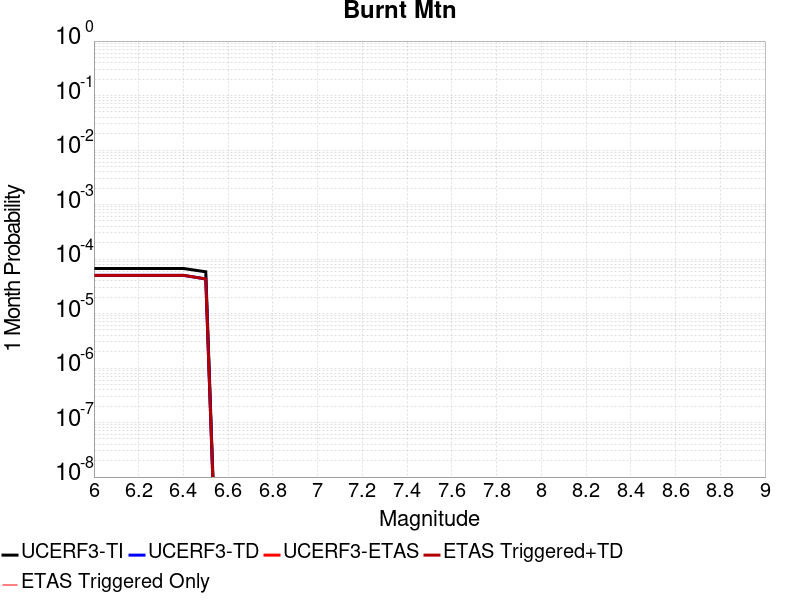 Burnt Mtn
10^0
10^-1
10^-2
10^-3
10^-4
10^-5
10^-6
10^-7
10^-8
1 Month Probability
6 6.2 6.4 6.6 6.8 7 7.2 7.4 7.6 7.8 8 8.2 8.4 8.6 8.8 9
Magnitude
UCERF3-TI UCERF3-TD UCERF3-ETAS ETAS Triggered+TD
ETAS Triggered Only